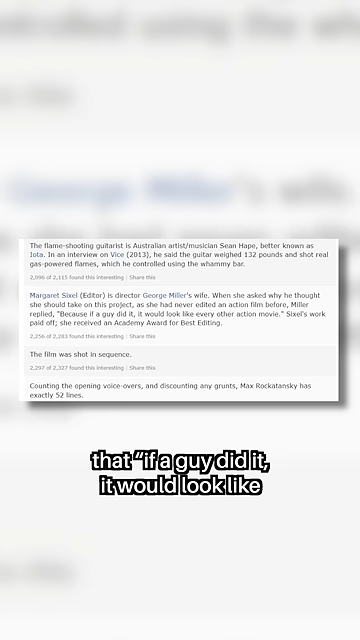 George Miller's
The flame-shooting guitarist is Australian artist/musician Sean Hape, better known as
Iota. In an interview on Vice (2013), he said the guitar weighed 132 pounds and shot real
gas-powered flames, which he controlled using the whammy bar.
2,096 of 2,115 found this interesting | Share this
Margaret Sixel (Editor) is director George Miller's wife. When she asked why he thought
she should take on this project, as she had never edited an action film before, Miller
replied, "Because if a guy did it, it would look like every other action movie." Sixel's work
paid off; she received an Academy Award for Best Editing.
2,256 of 2,283 found this interesting | Share this
The film was shot in sequence.
2,297 of 2,327 found this interesting | Share this
Counting the opening voice-overs, and discounting any grunts, Max Rockatansky has
exactly 52 lines.
that “if a guy did it,
it would look like